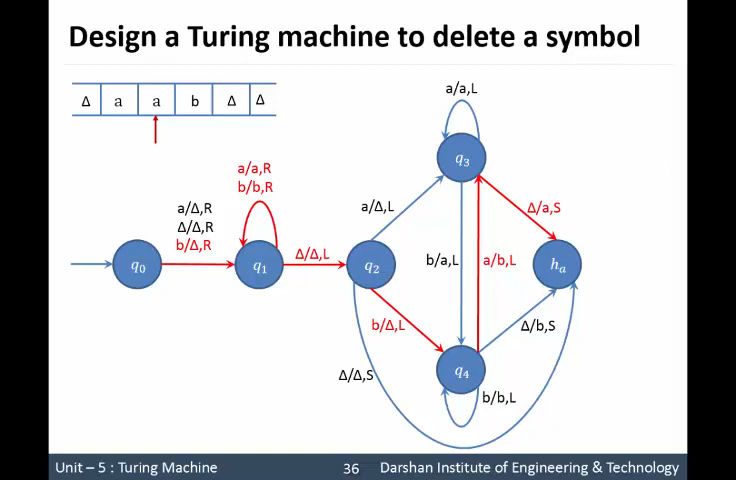 Design a Turing machine to delete a symbol
Δ a a b Δ Δ
a/a,L
q₃
a/a,R
b/b,R
a/Δ,R
Δ/Δ,R
b/Δ,R
a/Δ,L
Δ/a,S
q₀
q₁
Δ/Δ,L
q₂
b/a,L
a/b,L
hₐ
b/Δ,L
Δ/b,S
Δ/Δ,S
q₄
b/b,L
Unit – 5 : Turing Machine 36 Darshan Institute of Engineering & Technology